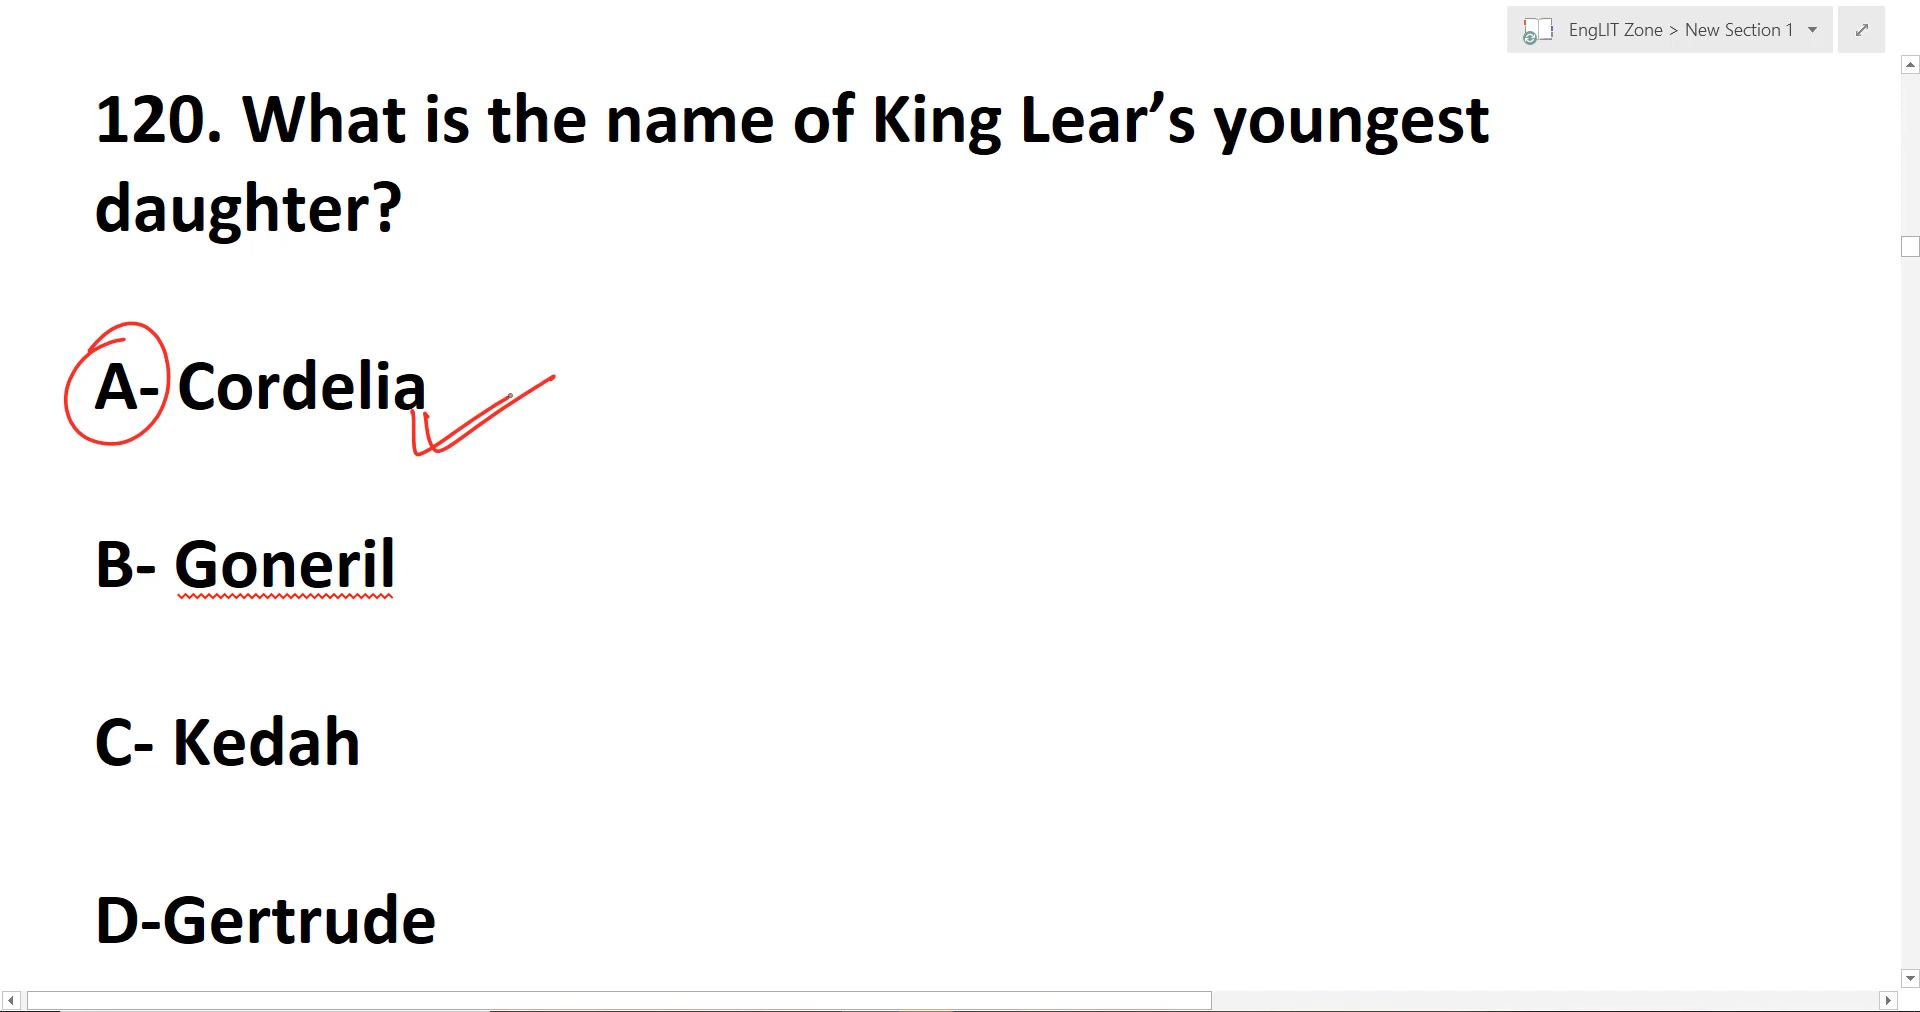 EngLIT Zone > New Section 1
120. What is the name of King Lear’s youngest
daughter?
A- Cordelia
B- Goneril
C- Kedah
D-Gertrude